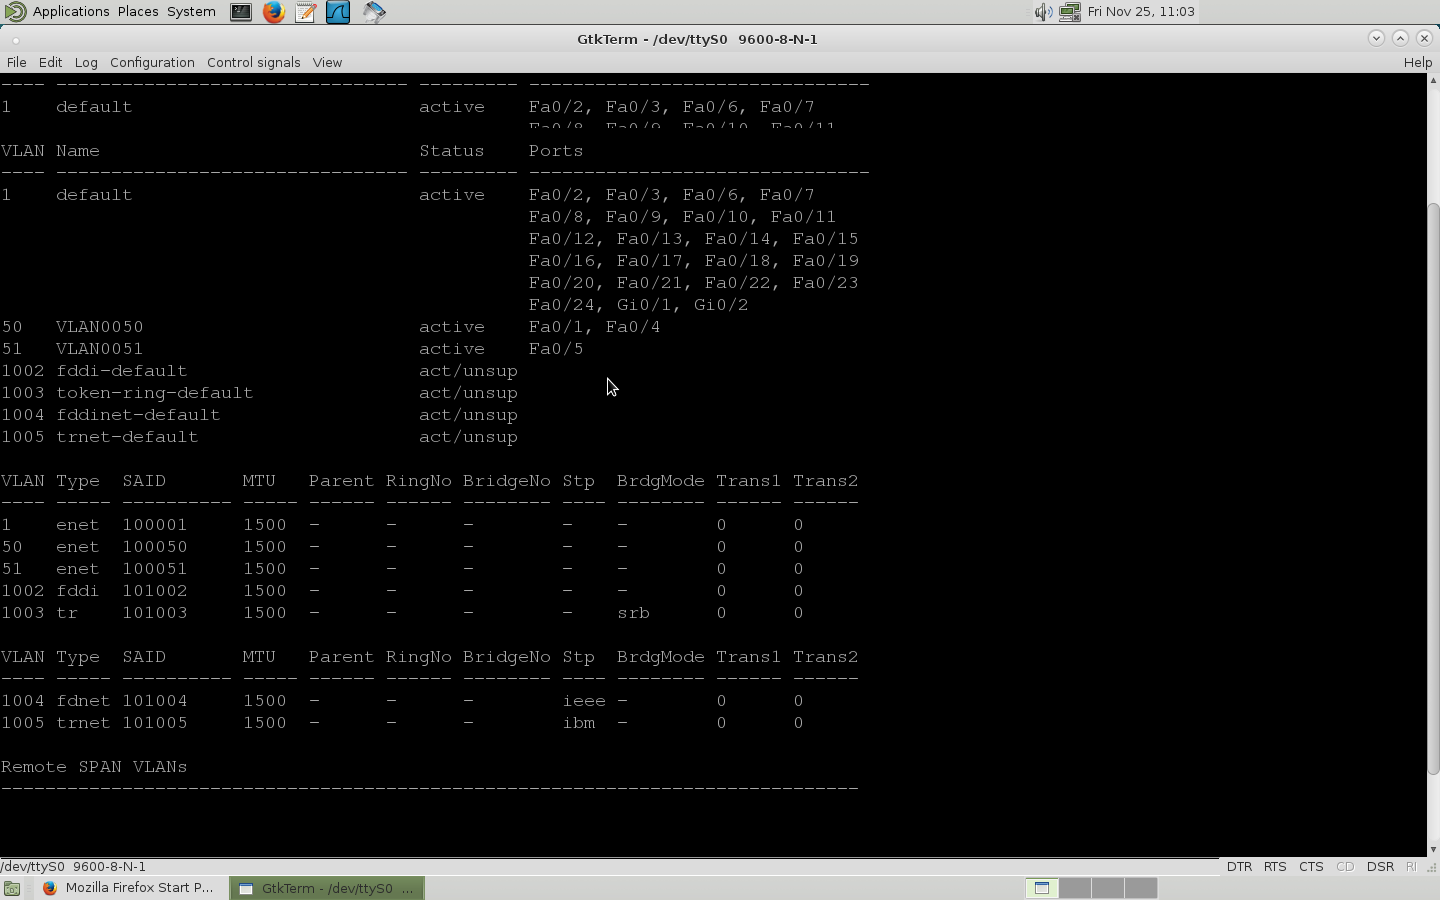 Applications Places System Fri Nov 25, 11:03
GtkTerm - /dev/ttyS0 9600-8-N-1
File Edit Log Configuration Control signals View Help
---- -------------------------------- --------- -------------------------------
1 default active Fa0/2, Fa0/3, Fa0/6, Fa0/7
Fa0/8, Fa0/9, Fa0/10, Fa0/11
VLAN Name Status Ports
---- -------------------------------- --------- -------------------------------
1 default active Fa0/2, Fa0/3, Fa0/6, Fa0/7
Fa0/8, Fa0/9, Fa0/10, Fa0/11
Fa0/12, Fa0/13, Fa0/14, Fa0/15
Fa0/16, Fa0/17, Fa0/18, Fa0/19
Fa0/20, Fa0/21, Fa0/22, Fa0/23
Fa0/24, Gi0/1, Gi0/2
50 VLAN0050 active Fa0/1, Fa0/4
51 VLAN0051 active Fa0/5
1002 fddi-default act/unsup
1003 token-ring-default act/unsup
1004 fddinet-default act/unsup
1005 trnet-default act/unsup
VLAN Type SAID MTU Parent RingNo BridgeNo Stp BrdgMode Trans1 Trans2
---- ----- ---------- ----- ------ ------ -------- ---- -------- ------ ------
1 enet 100001 1500 - - - - - 0 0
50 enet 100050 1500 - - - - - 0 0
51 enet 100051 1500 - - - - - 0 0
1002 fddi 101002 1500 - - - - - 0 0
1003 tr 101003 1500 - - - - srb 0 0
VLAN Type SAID MTU Parent RingNo BridgeNo Stp BrdgMode Trans1 Trans2
---- ----- ---------- ----- ------ ------ -------- ---- -------- ------ ------
1004 fdnet 101004 1500 - - - ieee - 0 0
1005 trnet 101005 1500 - - - ibm - 0 0
Remote SPAN VLANs
------------------------------------------------------------------------------
/dev/ttyS0 9600-8-N-1 DTR RTS CTS CD DSR RI
Mozilla Firefox Start P... GtkTerm - /dev/ttyS0 ...